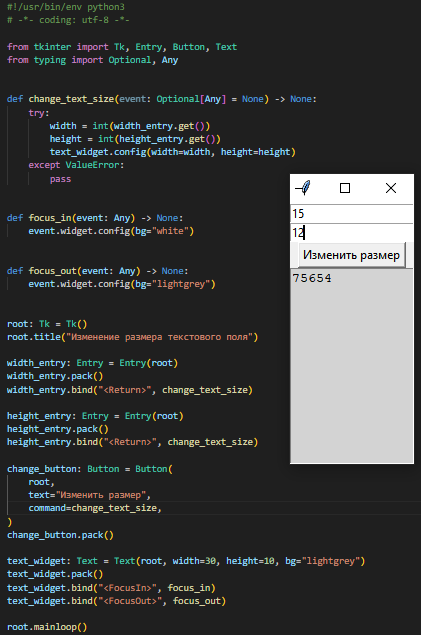 #!/usr/bin/env python3
# -*- coding: utf-8 -*-
from tkinter import Tk, Entry, Button, Text
from typing import Optional, Any
def change_text_size(event: Optional[Any] = None) -> None:
    try:
        width = int(width_entry.get())
        height = int(height_entry.get())
        text_widget.config(width=width, height=height)
    except ValueError:
        pass
def focus_in(event: Any) -> None:
    event.widget.config(bg="white")
def focus_out(event: Any) -> None:
    event.widget.config(bg="lightgrey")
root: Tk = Tk()
root.title("Изменение размера текстового поля")
width_entry: Entry = Entry(root)
width_entry.pack()
width_entry.bind("<Return>", change_text_size)
height_entry: Entry = Entry(root)
height_entry.pack()
height_entry.bind("<Return>", change_text_size)
change_button: Button = Button(
    root,
    text="Изменить размер",
    command=change_text_size,
)
change_button.pack()
text_widget: Text = Text(root, width=30, height=10, bg="lightgrey")
text_widget.pack()
text_widget.bind("<FocusIn>", focus_in)
text_widget.bind("<FocusOut>", focus_out)
root.mainloop()
15
12
Изменить размер
75654